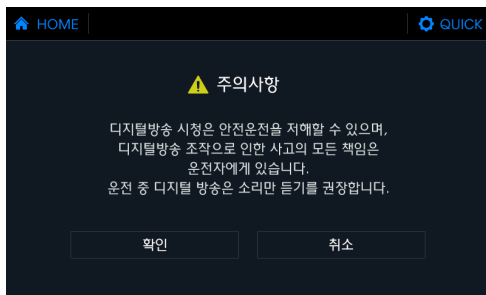 HOME
QUICK
주의사항
디지털방송 시청은 안전운전을 저해할 수 있으며,
디지털방송 조작으로 인한 사고의 모든 책임은
운전자에게 있습니다.
운전 중 디지털 방송은 소리만 듣기를 권장합니다.
확인
취소